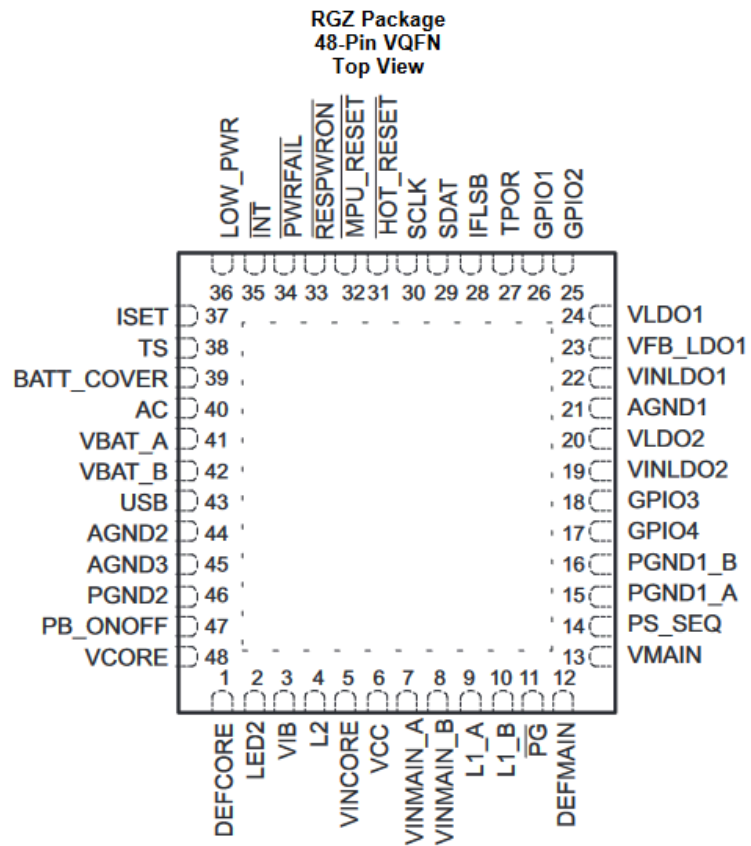 RGZ Package
48-Pin VQFN
Top View
LOW_PWR
INT
PWRFAIL
RESPWRON
MPU_RESET
HOT_RESET
SCLK
SDAT
IFLSB
TPOR
GPIO1
GPIO2
36 35 34 33 32 31 30 29 28 27 26 25
ISET 37
TS 38
BATT_COVER 39
AC 40
VBAT_A 41
VBAT_B 42
USB 43
AGND2 44
AGND3 45
PGND2 46
PB_ONOFF 47
VCORE 48
24 VLDO1
23 VFB_LDO1
22 VINLDO1
21 AGND1
20 VLDO2
19 VINLDO2
18 GPIO3
17 GPIO4
16 PGND1_B
15 PGND1_A
14 PS_SEQ
13 VMAIN
1 2 3 4 5 6 7 8 9 10 11 12
DEFCORE
LED2
VIB
L2
VINCORE
VCC
VINMAIN_A
VINMAIN_B
L1_A
L1_B
PG
DEFMAIN